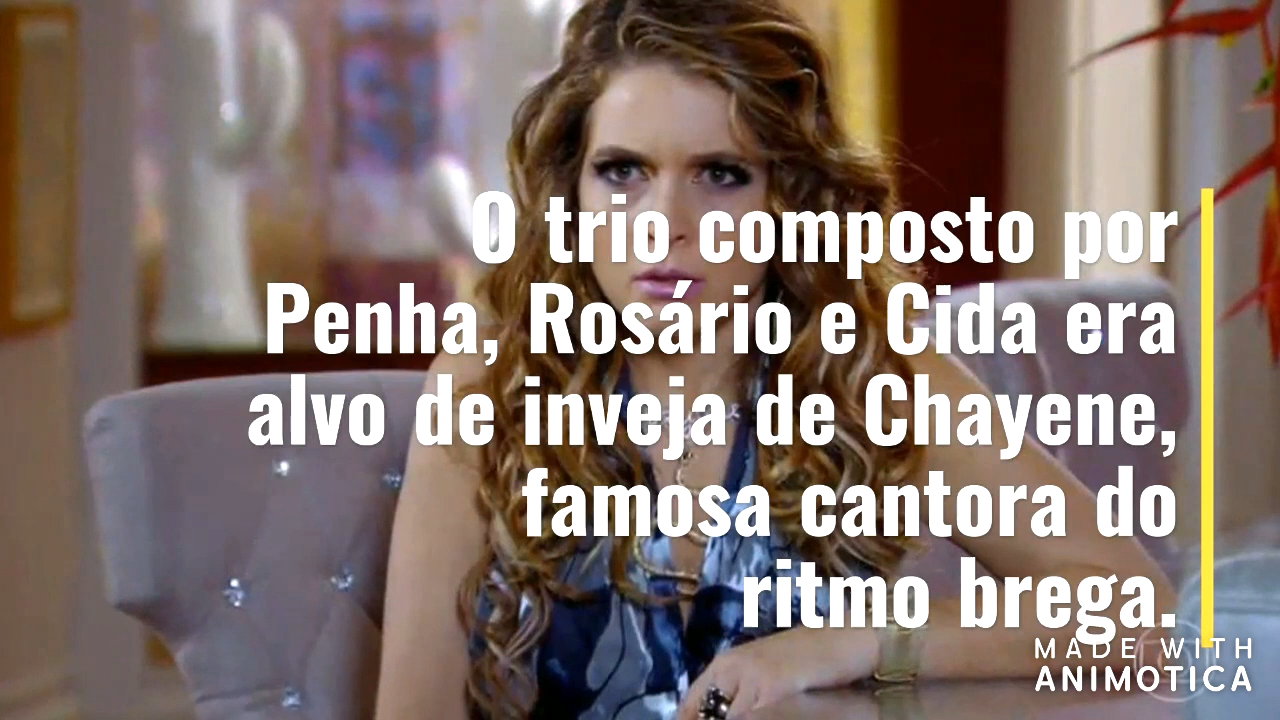 O trio composto por
Penha, Rosário e Cida era
alvo de inveja de Chayene,
famosa cantora do
ritmo brega.
MADE WITH
ANIMOTICA